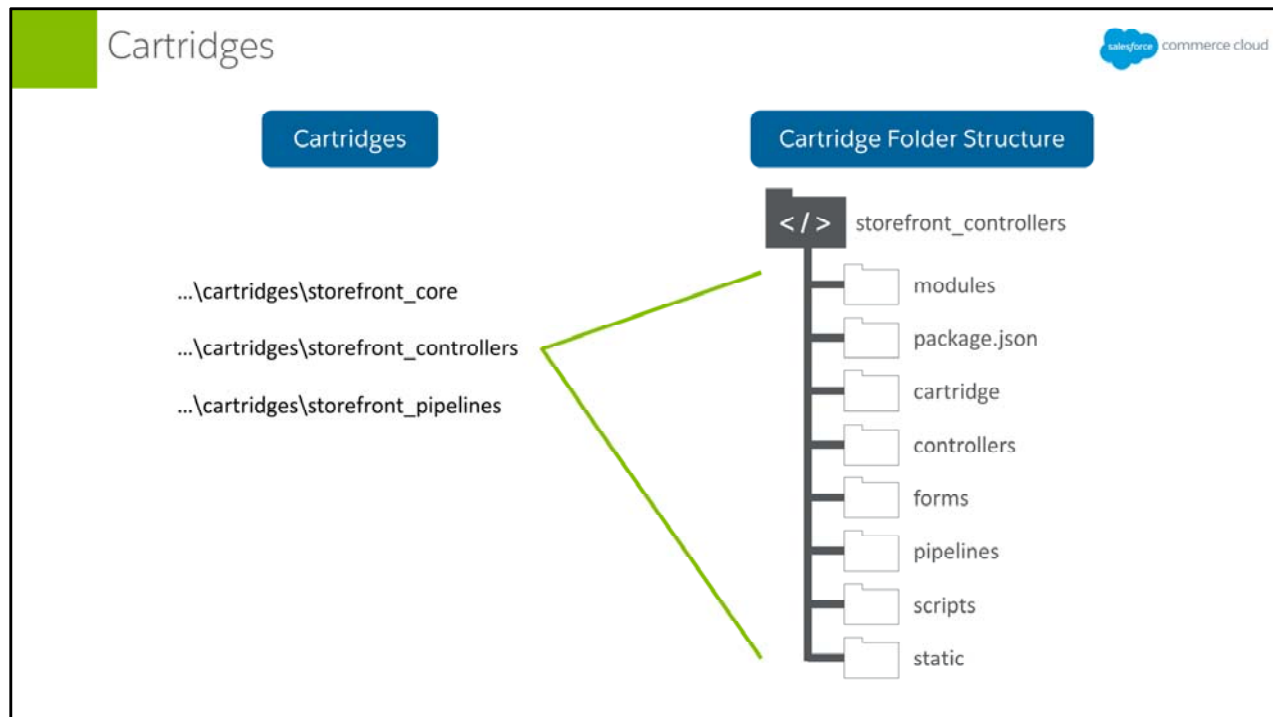 Cartridges
salesforce commerce cloud
Cartridges
Cartridge Folder Structure
...\cartridges\storefront_core
...\cartridges\storefront_controllers
...\cartridges\storefront_pipelines
</> storefront_controllers
modules
package.json
cartridge
controllers
forms
pipelines
scripts
static